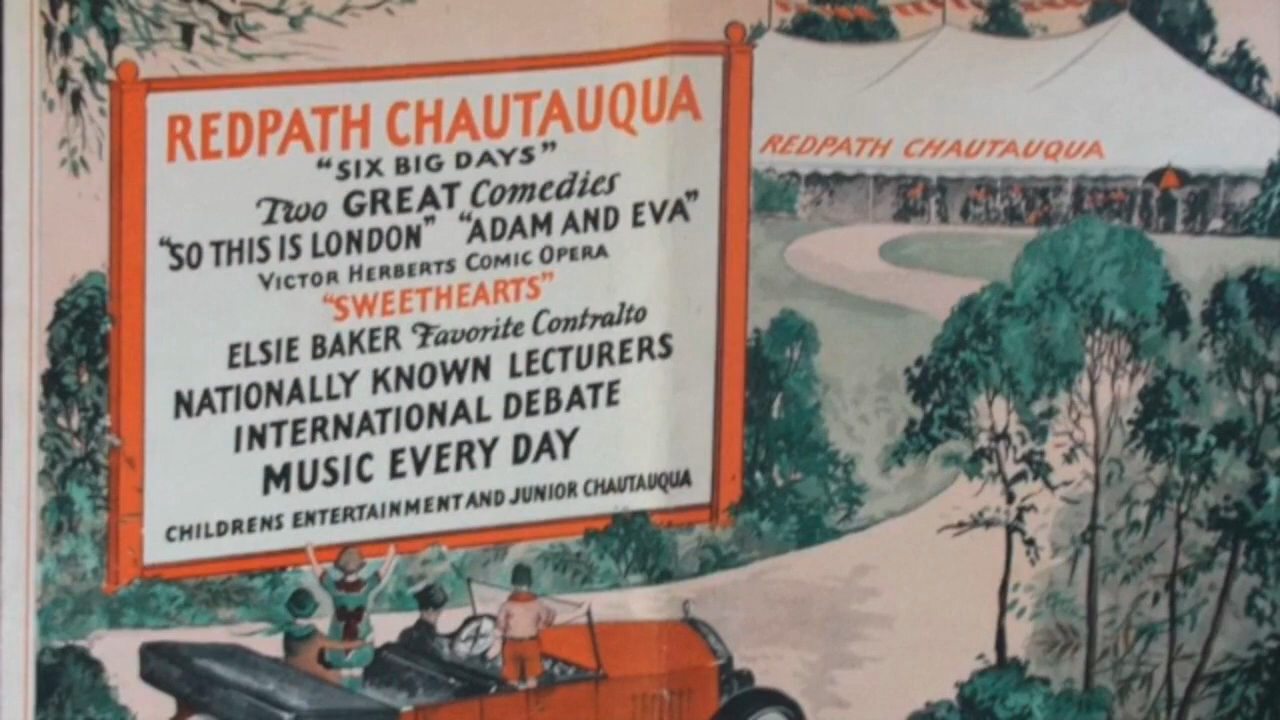 REDPATH CHAUTAUQUA
"SIX BIG DAYS"
Two GREAT Comedies
"SO THIS IS LONDON" "ADAM AND EVA"
VICTOR HERBERTS COMIC OPERA
"SWEETHEARTS"
ELSIE BAKER Favorite Contralto
NATIONALLY KNOWN LECTURERS
INTERNATIONAL DEBATE
MUSIC EVERY DAY
CHILDRENS ENTERTAINMENT AND JUNIOR CHAUTAUQUA
REDPATH CHAUTAUQUA